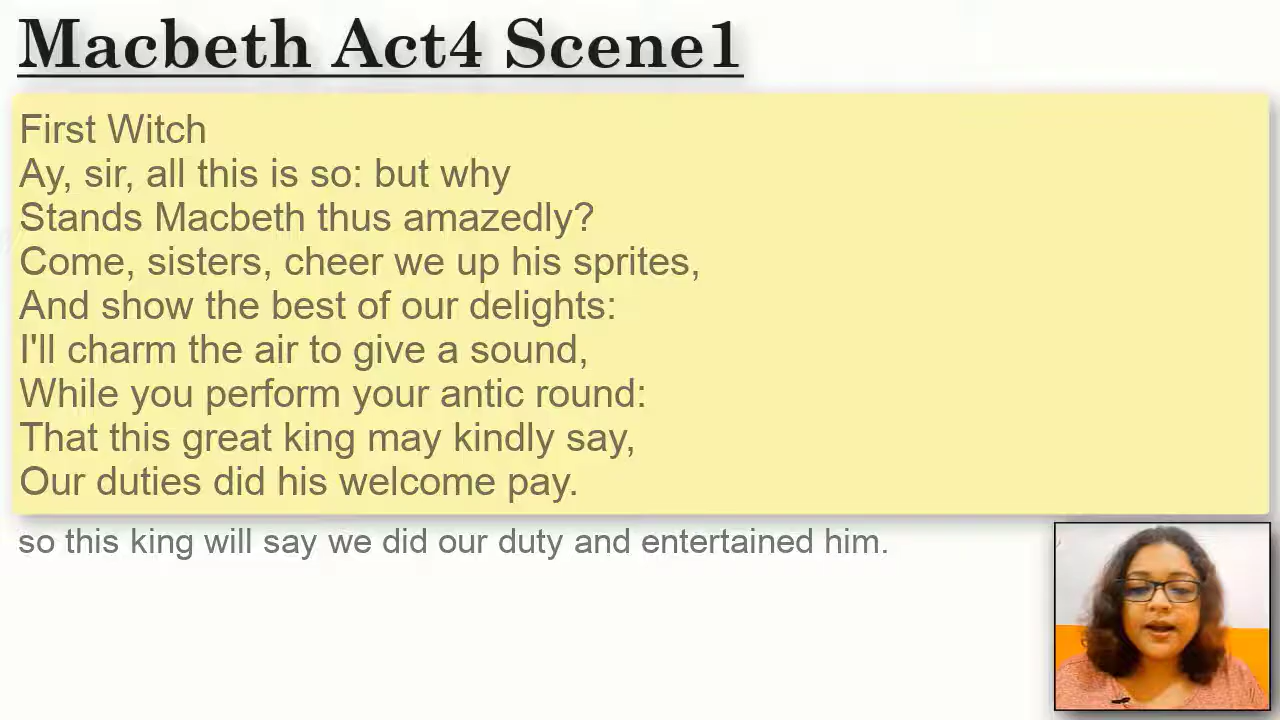 Macbeth Act4 Scene1
First Witch
Ay, sir, all this is so: but why
Stands Macbeth thus amazedly?
Come, sisters, cheer we up his sprites,
And show the best of our delights:
I'll charm the air to give a sound,
While you perform your antic round:
That this great king may kindly say,
Our duties did his welcome pay.
so this king will say we did our duty and entertained him.